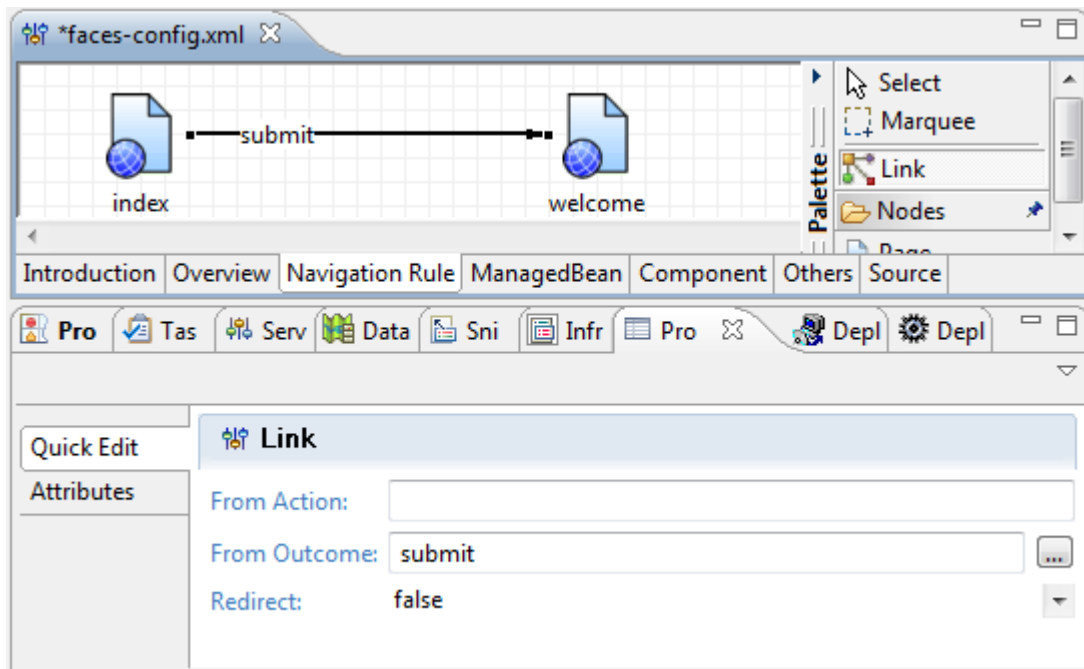 *faces-config.xml
Select
Marquee
submit
Link
Palette
index
welcome
Nodes
Page
Introduction Overview Navigation Rule ManagedBean Component Others Source
Pro Tas Serv Data Sni Infr Pro Depl Depl
Quick Edit
Link
Attributes
From Action:
From Outcome: submit
...
Redirect: false